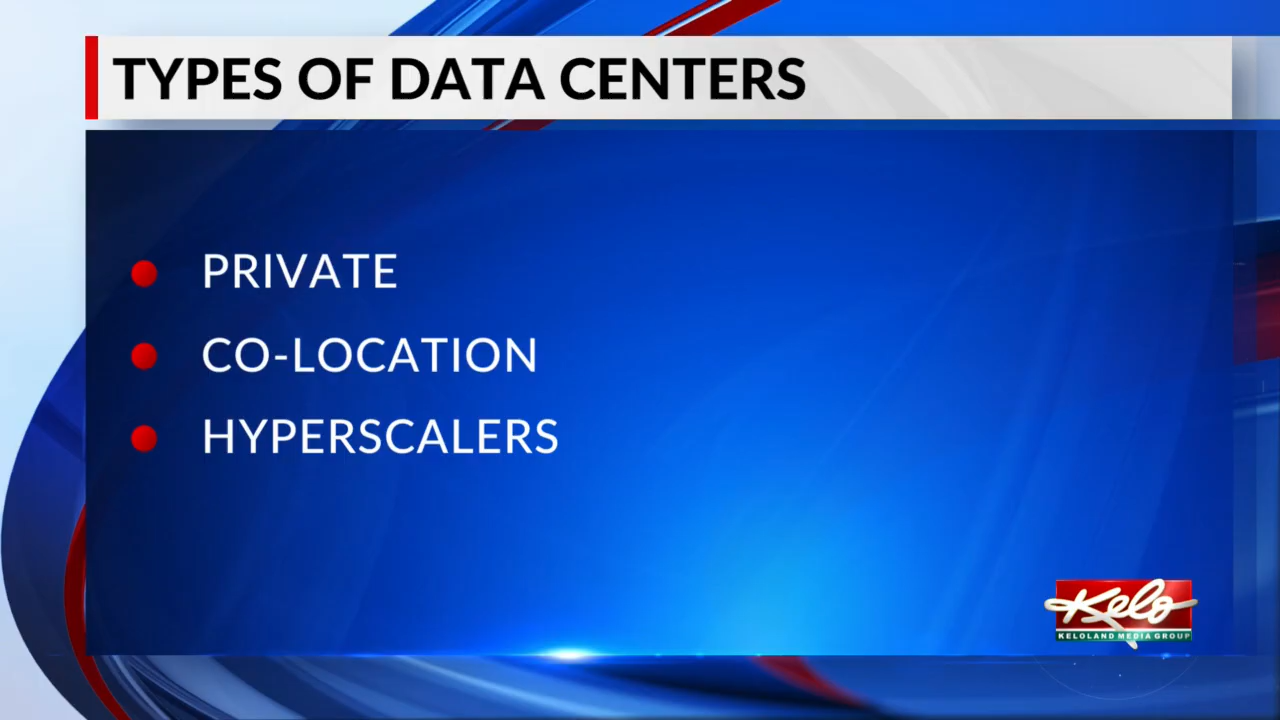 TYPES OF DATA CENTERS
PRIVATE
CO-LOCATION
HYPERSCALERS
Kelo
KELOLAND MEDIA GROUP